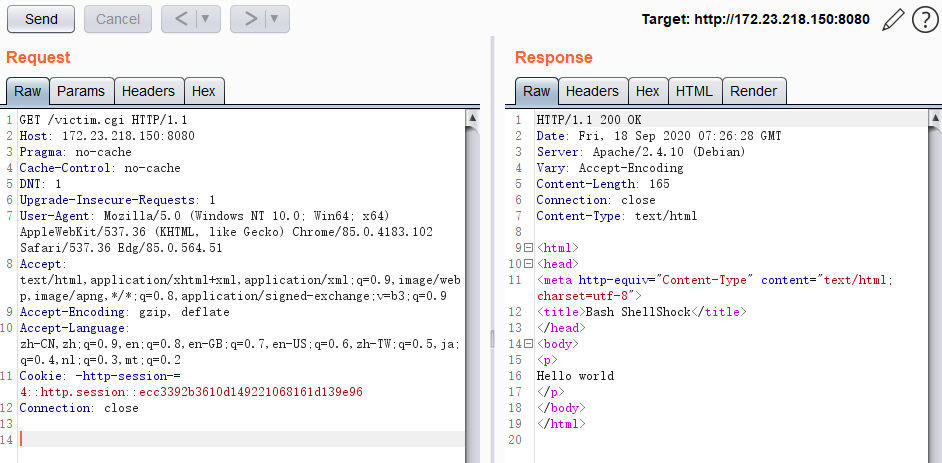 Send Cancel < ▼ > ▼ Target: http://172.23.218.150:8080 ?
Request
Raw Params Headers Hex
1 GET /victim.cgi HTTP/1.1
2 Host: 172.23.218.150:8080
3 Pragma: no-cache
4 Cache-Control: no-cache
5 DNT: 1
6 Upgrade-Insecure-Requests: 1
7 User-Agent: Mozilla/5.0 (Windows NT 10.0; Win64; x64)
AppleWebKit/537.36 (KHTML, like Gecko) Chrome/85.0.4183.102
Safari/537.36 Edg/85.0.564.51
8 Accept:
text/html,application/xhtml+xml,application/xml;q=0.9,image/web
p,image/apng,*/*;q=0.8,application/signed-exchange;v=b3;q=0.9
9 Accept-Encoding: gzip, deflate
10 Accept-Language:
zh-CN,zh;q=0.9,en;q=0.8,en-GB;q=0.7,en-US;q=0.6,zh-TW;q=0.5,ja;
q=0.4,nl;q=0.3,mt;q=0.2
11 Cookie: -http-session-=
4::http.session::ecc3392b3610d149221068161d139e96
12 Connection: close
13
14
Response
Raw Headers Hex HTML Render
1 HTTP/1.1 200 OK
2 Date: Fri, 18 Sep 2020 07:26:28 GMT
3 Server: Apache/2.4.10 (Debian)
4 Vary: Accept-Encoding
5 Content-Length: 165
6 Connection: close
7 Content-Type: text/html
8
9 <html>
10 <head>
11 <meta http-equiv="Content-Type" content="text/html;
charset=utf-8">
12 <title>Bash ShellShock</title>
13 </head>
14 <body>
15 <p>
16 Hello world
17 </p>
18 </body>
19 </html>
20